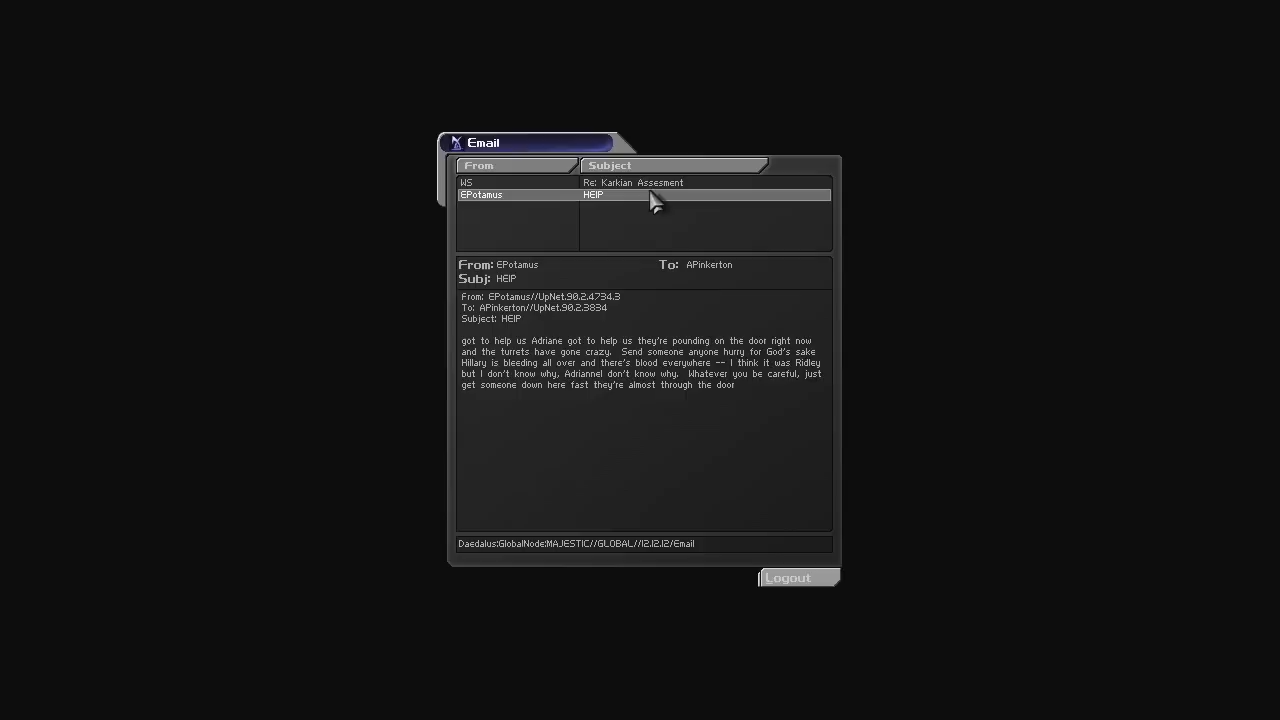 Email
From Subject
WS Re: Karkian Assesment
EPotamus HElP
From: EPotamus To: APinkerton
Subj: HElP
From: EPotamus//UpNet.90.2.4734.3
To: APinkerton//UpNet.90.2.3834
Subject: HElP
got to help us Adriane got to help us they're pounding on the door right now
and the turrets have gone crazy. Send someone anyone hurry for God's sake
Hillary is bleeding all over and there's blood everywhere -- I think it was Ridley
but I don't know why, AdrianneI don't know why. Whatever you be careful, just
get someone down here fast they're almost through the door
Daedalus:GlobalNode:MAJESTIC//GLOBAL//12.12.12/Email
Logout